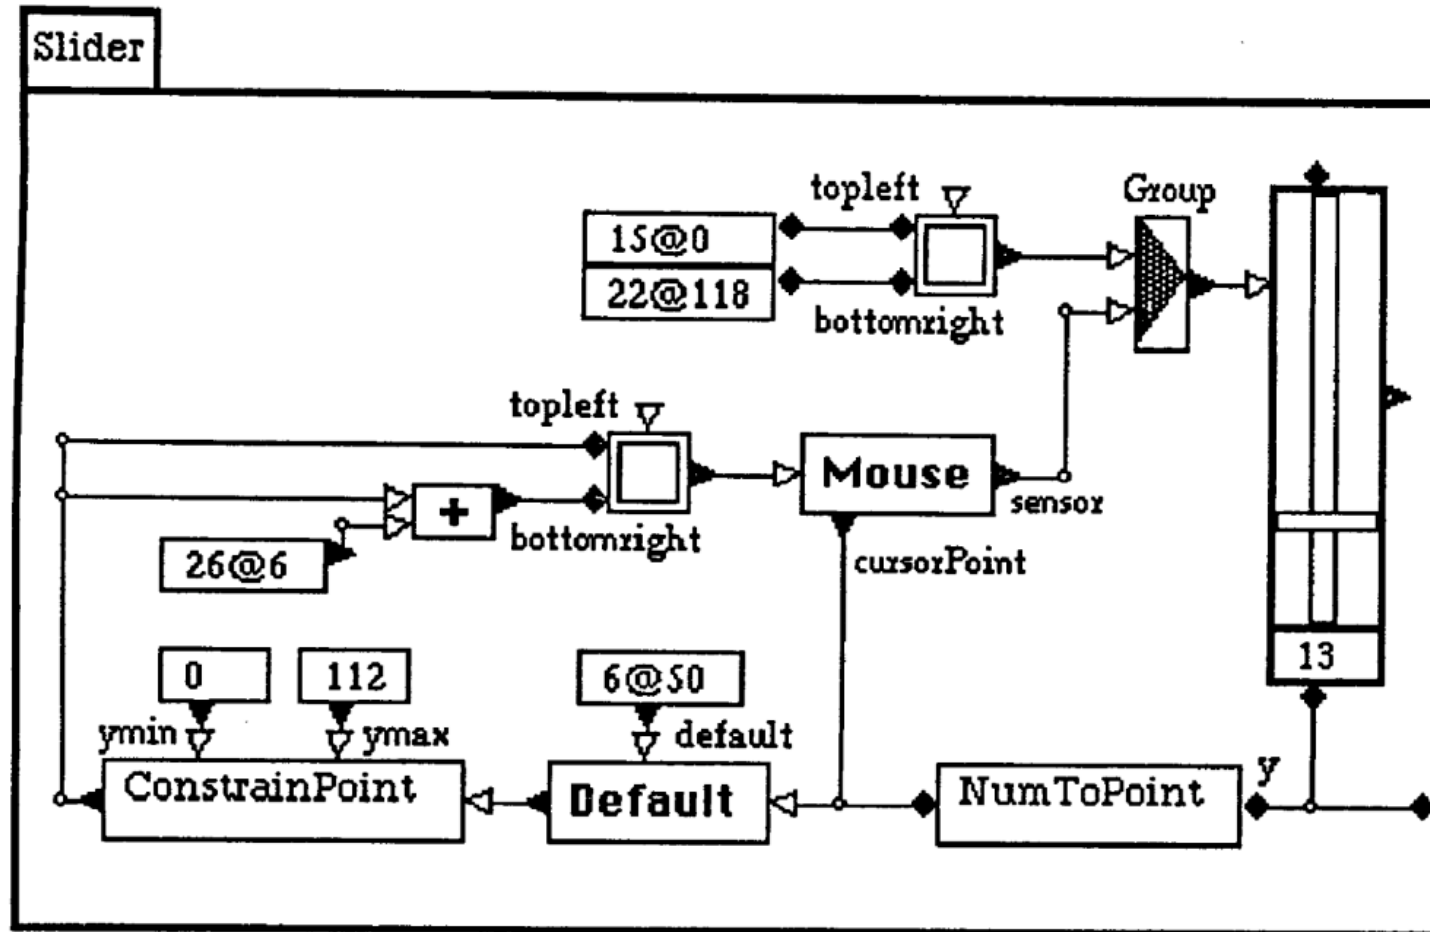 Slider
topleft
Group
15@0
22@118
bottomright
topleft
Mouse
+
sensor
bottomright
26@6
cursorPoint
0
112
6@50
13
ymin
ymax
default
y
ConstrainPoint
Default
NumToPoint